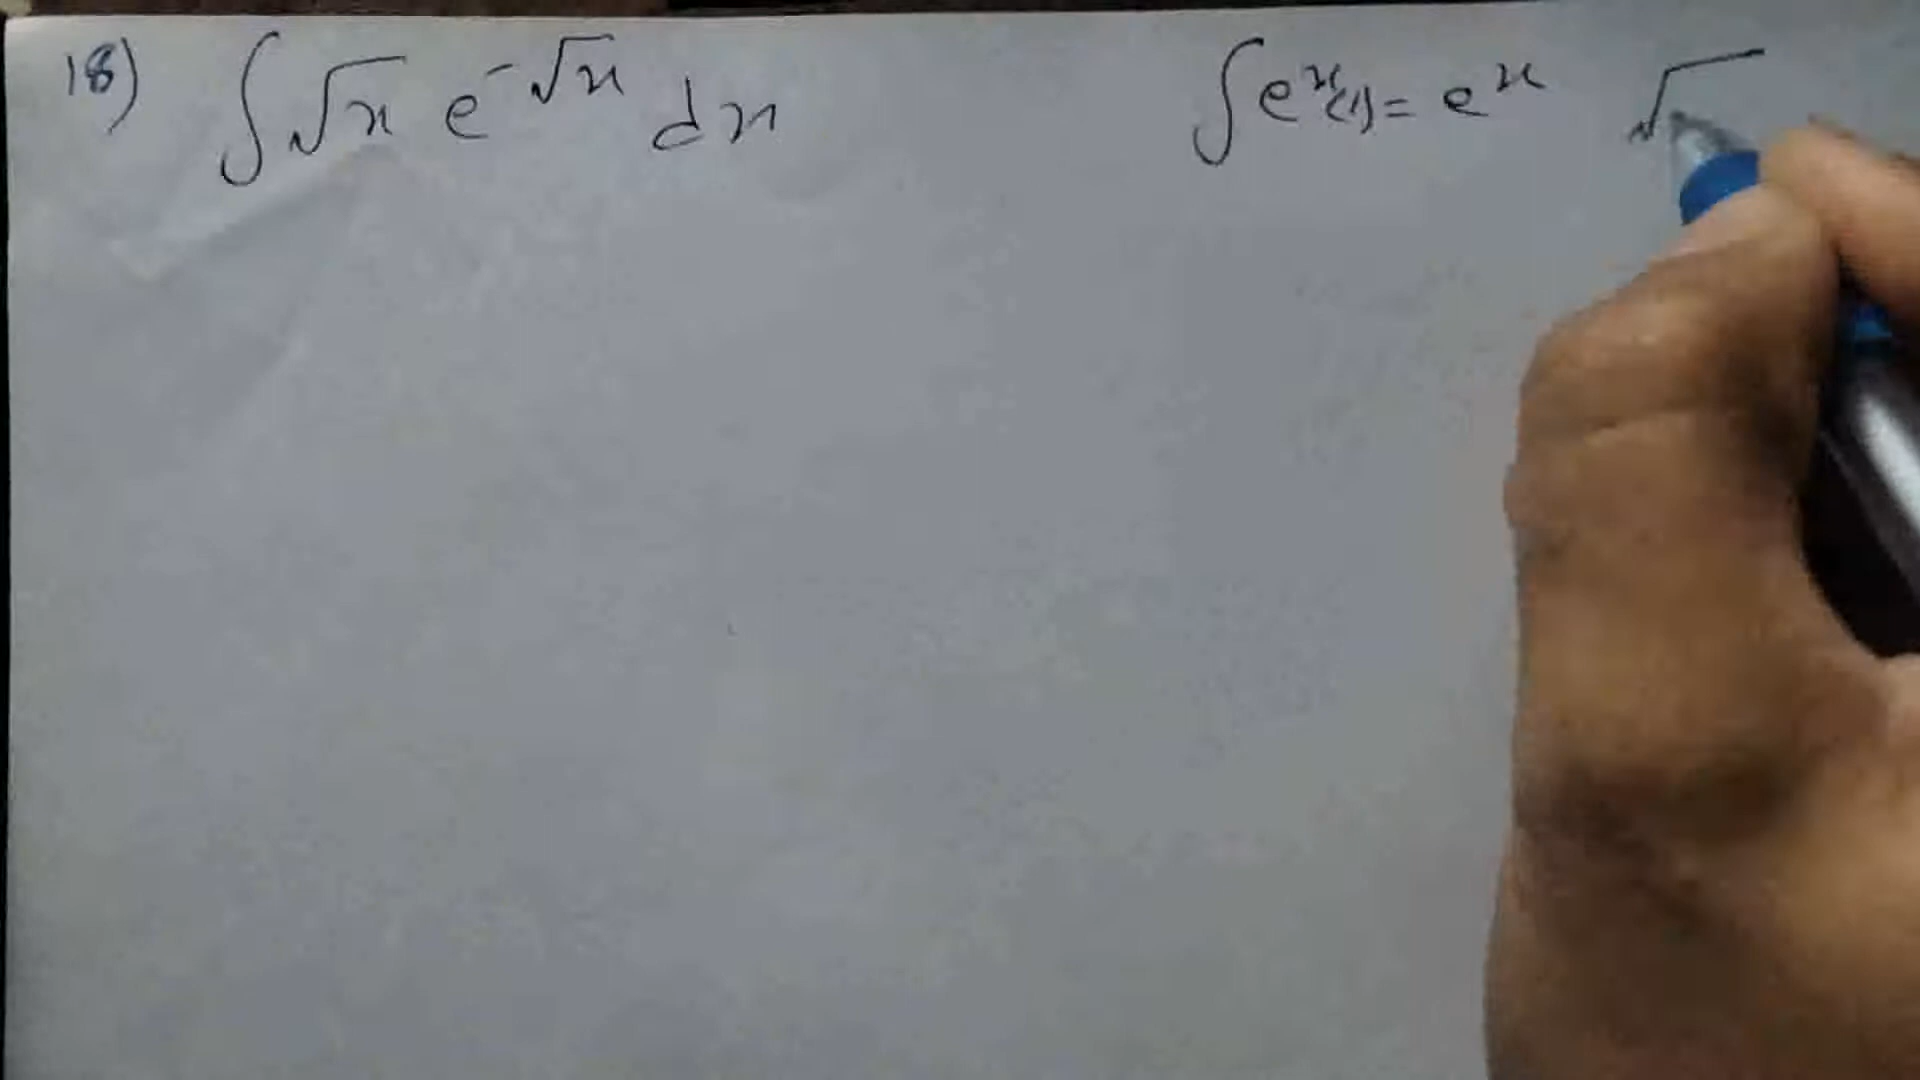 18) ∫√x e^-√x dx
∫e^x(1) = e^x √